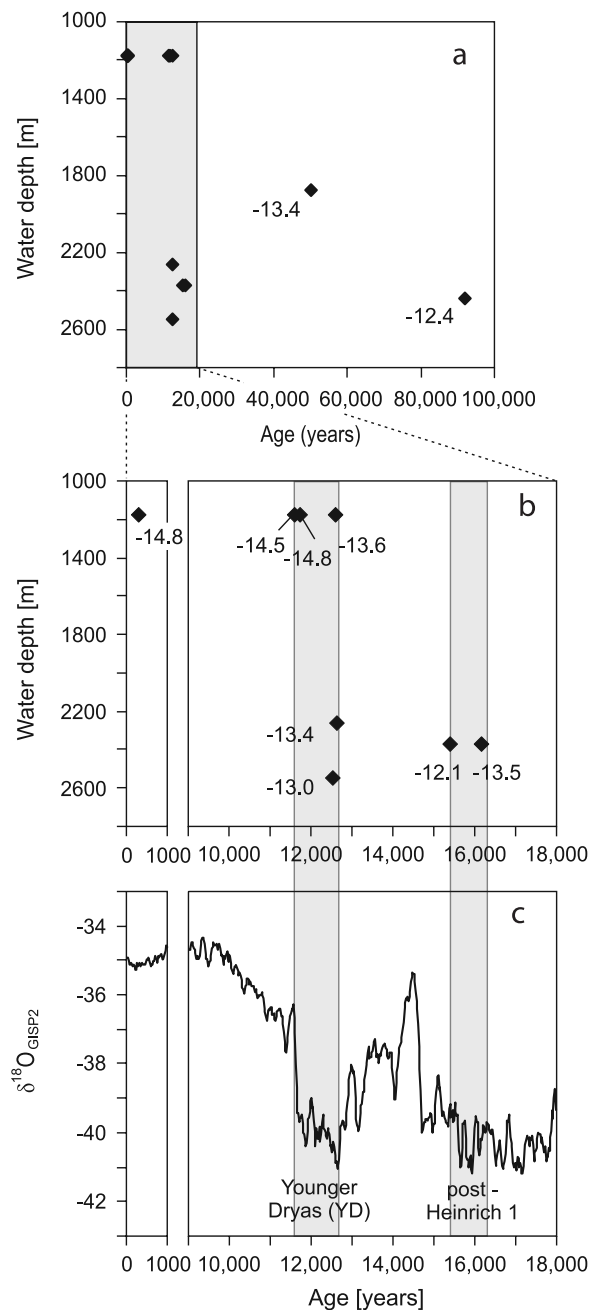 1000
a
1400
1800
-13.4
2200
-12.4
2600
Water depth [m]
0 20,000 40,000 60,000 80,000 100,000
Age (years)
1000
b
-14.8 -14.5 -14.8 -13.6
1400
1800
2200
-13.4
-12.1 -13.5
-13.0
2600
Water depth [m]
0 1000 10,000 12,000 14,000 16,000 18,000
c
-34
-36
-38
-40
-42
δ18OGISP2
Younger
Dryas (YD)
post -
Heinrich 1
0 1000 10,000 12,000 14,000 16,000 18,000
Age [years]